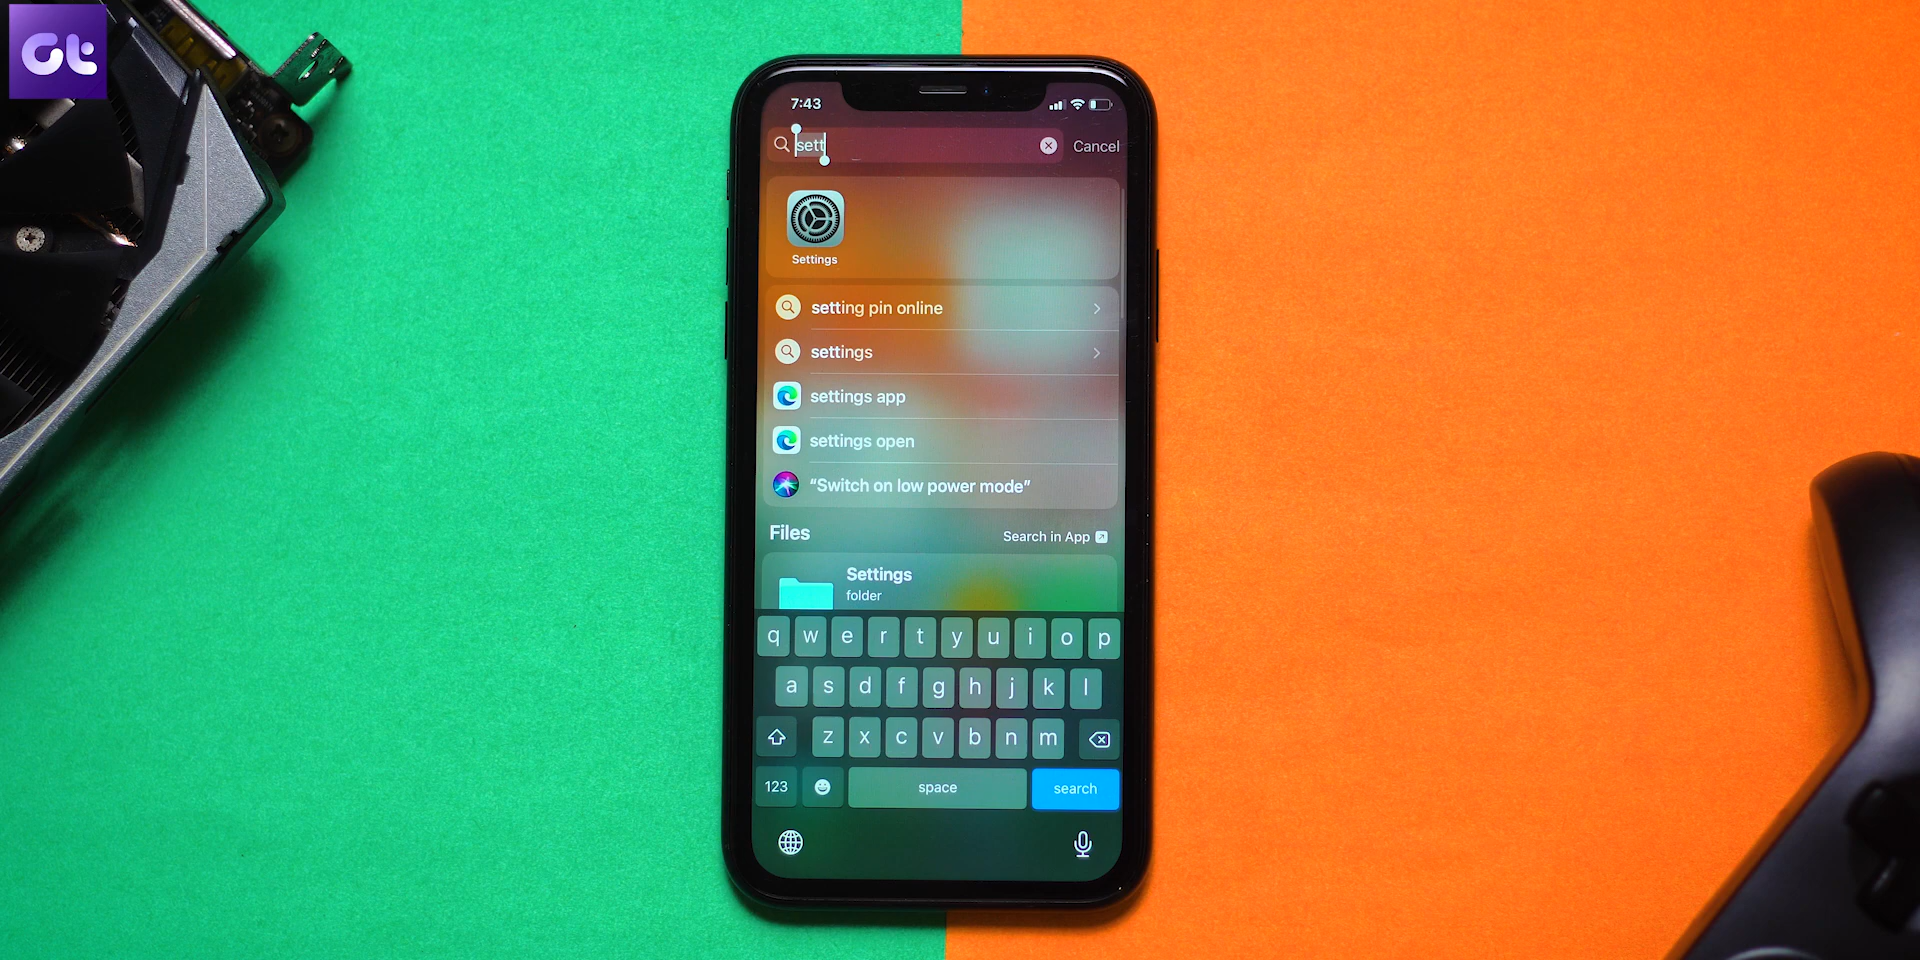 Gt
7:43
sett
Cancel
Settings
setting pin online
settings
settings app
settings open
“Switch on low power mode”
Files
Search in App
Settings
folder
q w e r t y u i o p
a s d f g h j k l
z x c v b n m
123
space
search